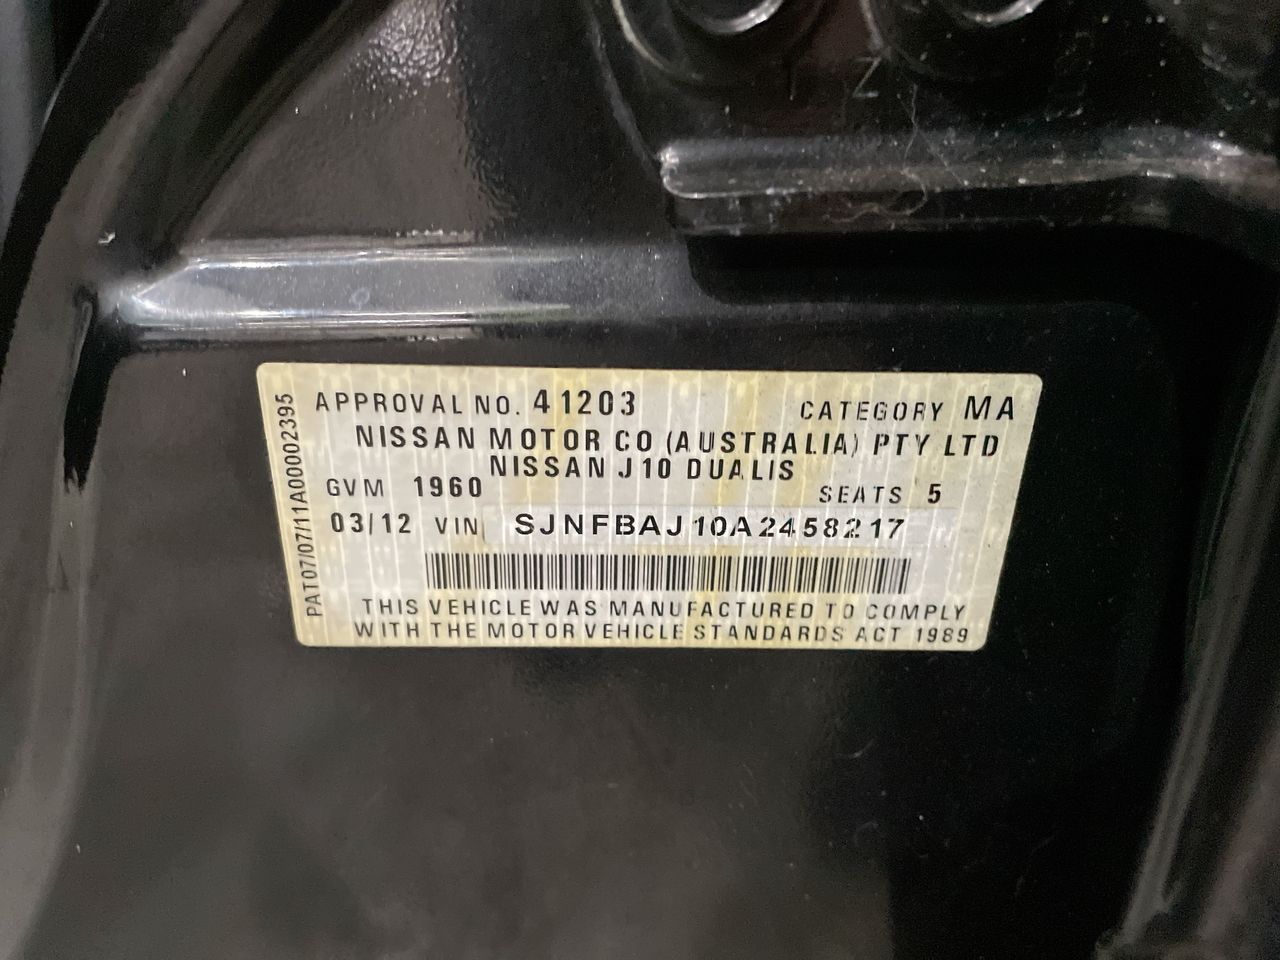 APPROVAL NO. 41203 CATEGORY MA
NISSAN MOTOR CO (AUSTRALIA) PTY LTD
NISSAN J10 DUALIS
GVM 1960 SEATS 5
03/12 VIN SJNFBAJ10A2458217
THIS VEHICLE WAS MANUFACTURED TO COMPLY
WITH THE MOTOR VEHICLE STANDARDS ACT 1989
PAT07/07/11A00002395